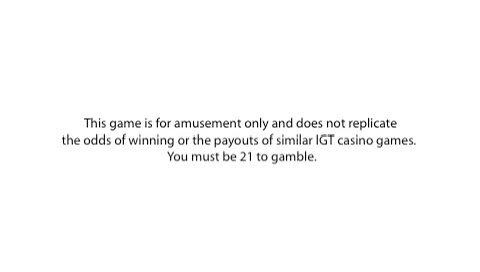 This game is for amusement only and does not replicate
the odds of winning or the payouts of similar IGT casino games.
You must be 21 to gamble.